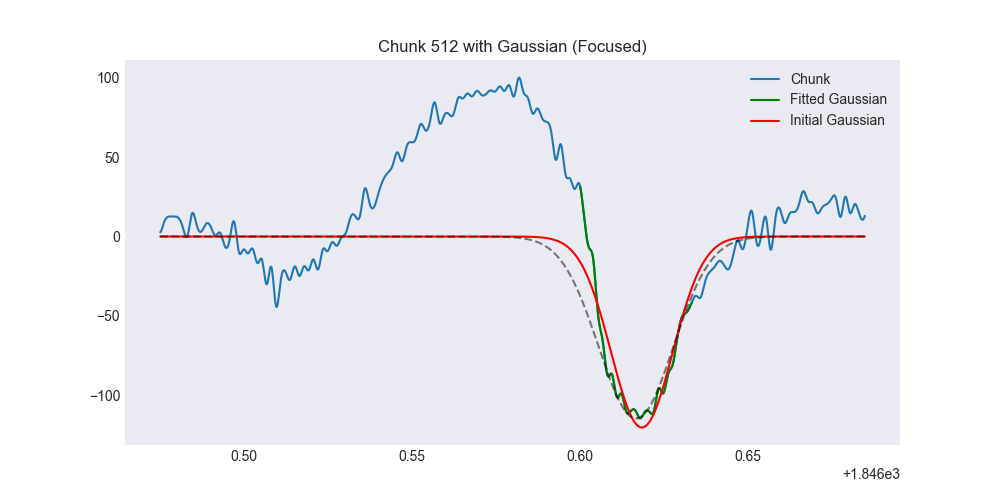 Chunk 512 with Gaussian (Focused)
100
50
0
−50
−100
Chunk
Fitted Gaussian
Initial Gaussian
0.50 0.55 0.60 0.65
+1.846e3